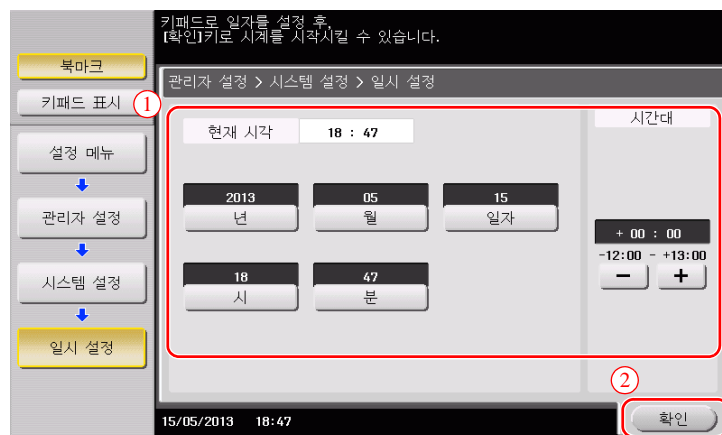 키패드로 일자를 설정 후,
[확인]키로 시계를 시작시킬 수 있습니다.
북마크
키패드 표시
설정 메뉴
관리자 설정
시스템 설정
일시 설정
관리자 설정 > 시스템 설정 > 일시 설정
1
현재 시각 18 : 47
시간대
2013 05 15
년 월 일자
+ 00 : 00
-12:00 - +13:00
− +
18 47
시 분
2
15/05/2013 18:47
확인